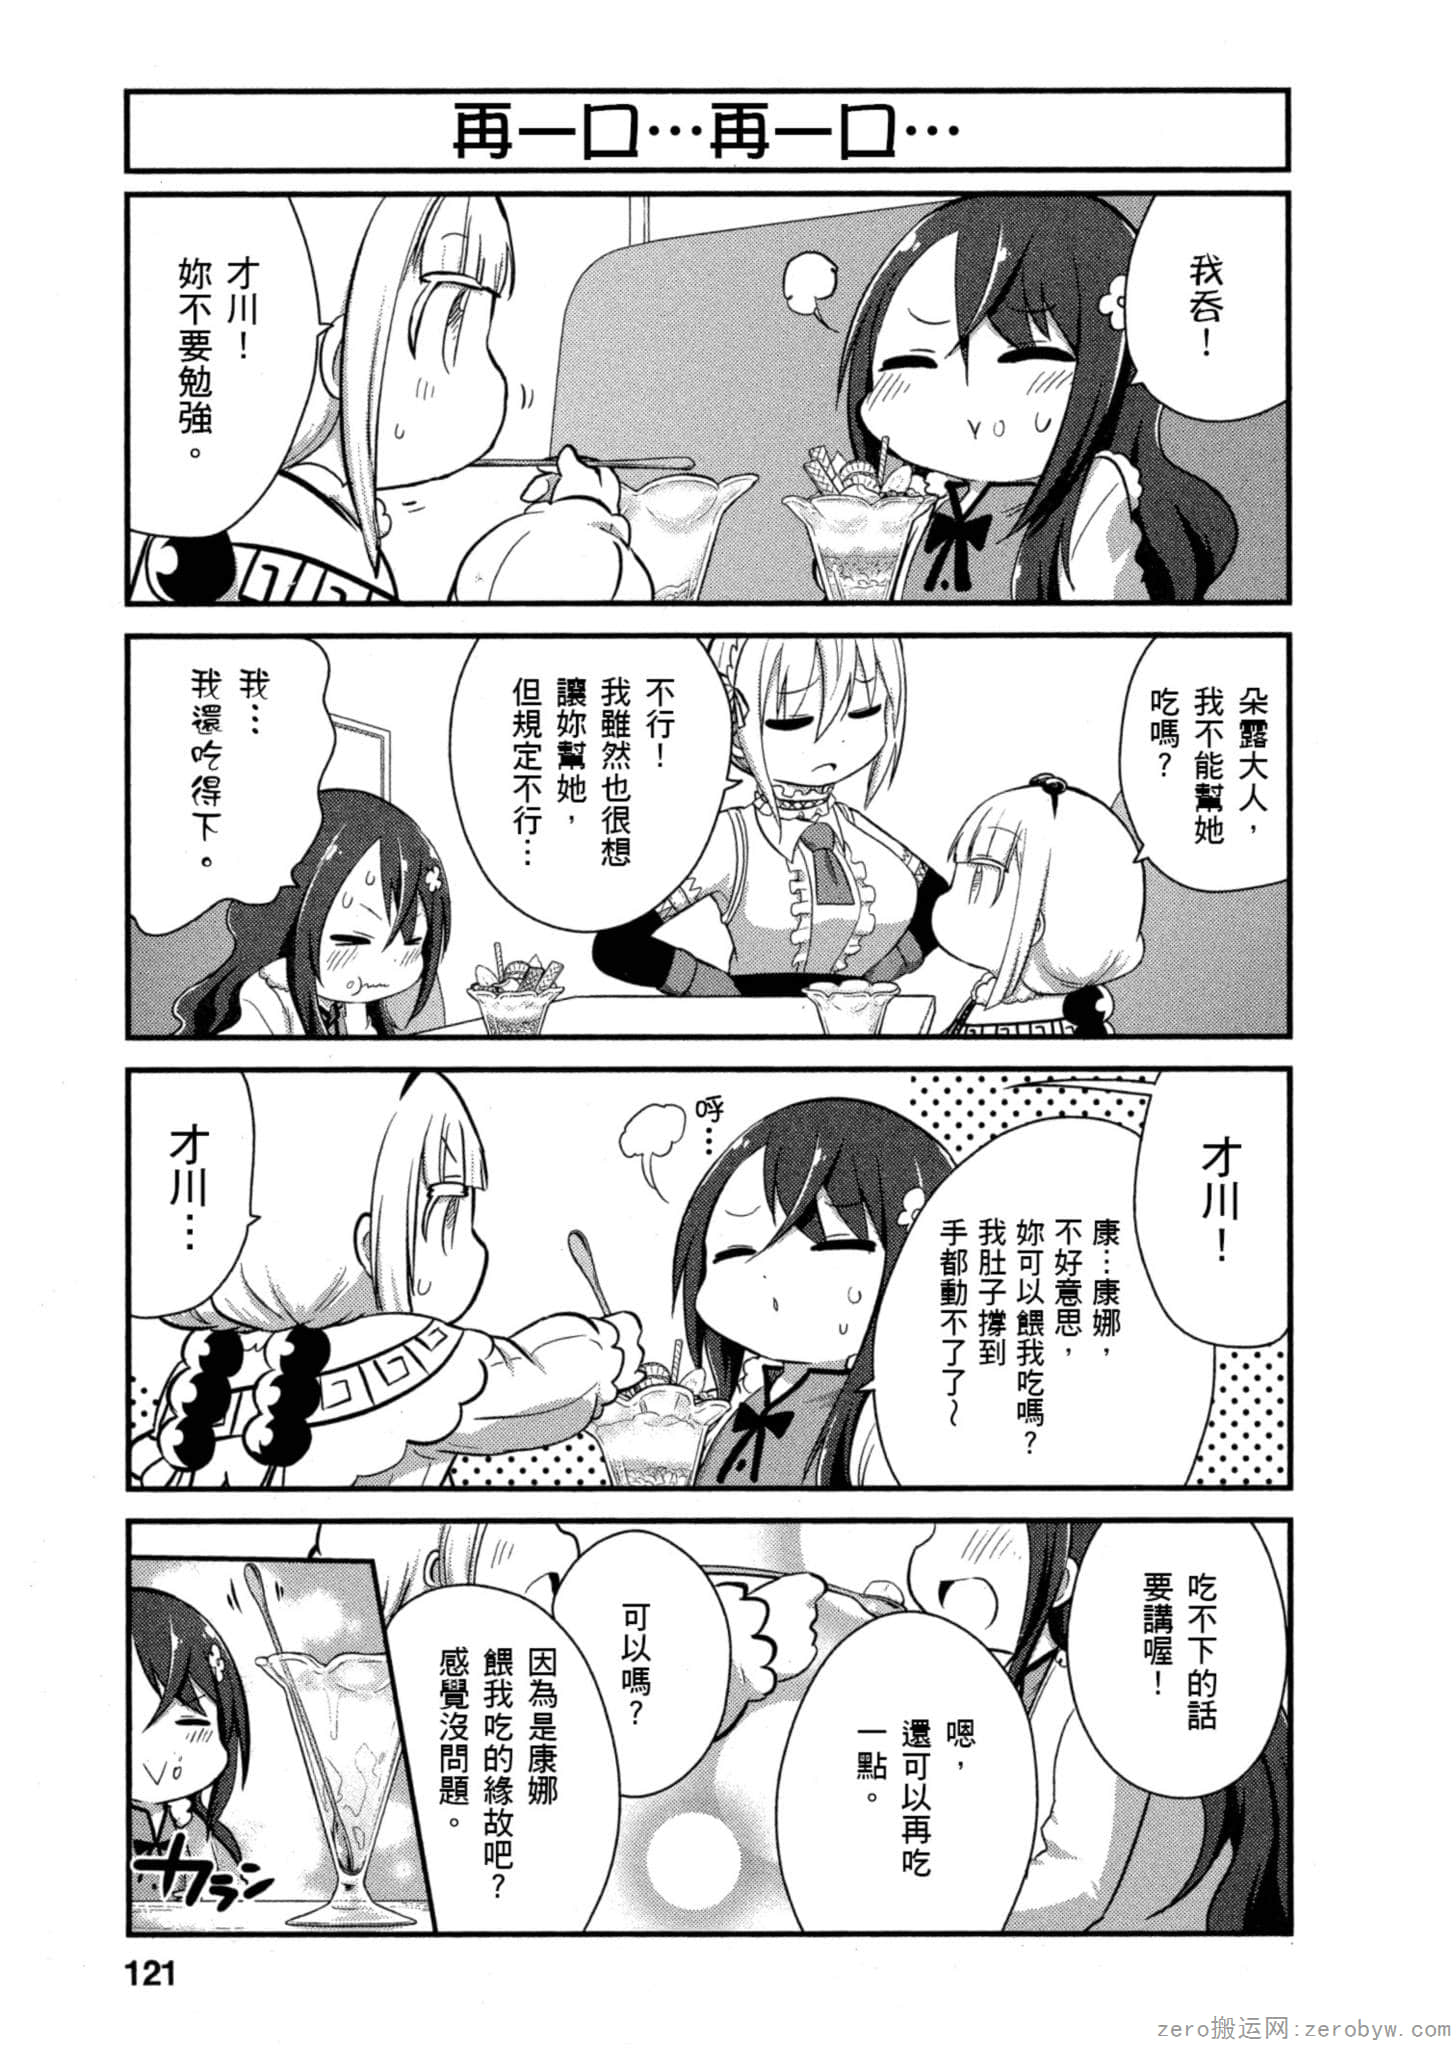 再一口…再一口…
我吞！
才川！
妳不要勉強。
朵露大人，
我不能幫她
吃嗎？
不行！
我雖然也很想
讓妳幫她，
但規定不行…
我…
我還吃得下。
才川！
康…康娜，
不好意思，
妳可以餵我吃嗎？
我肚子撐到
手都動不了了～
呼…
才川…
吃不下的話
要講喔！
嗯，
還可以再吃
一點。
可以嗎？
因為是康娜
餵我吃的緣故吧？
感覺沒問題。
カラン
121
zero搬运网:zerobyw.com